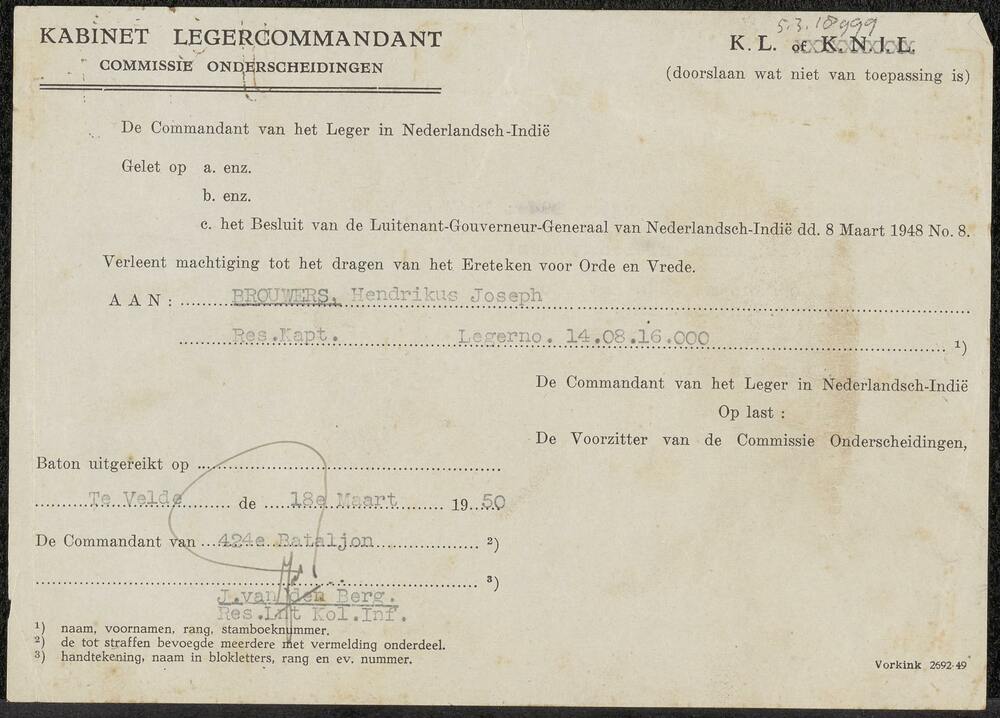 5.3.18999
KABINET LEGERCOMMANDANT
COMMISSIE ONDERSCHEIDINGEN
K. L. of K. N. I. L.
(doorslaan wat niet van toepassing is)
De Commandant van het Leger in Nederlandsch-Indië
Gelet op a. enz.
b. enz.
c. het Besluit van de Luitenant-Gouverneur-Generaal van Nederlandsch-Indië dd. 8 Maart 1948 No. 8.
Verleent machtiging tot het dragen van het Ereteken voor Orde en Vrede.
AAN: BROUWERS, Hendrikus Joseph
Res.Kapt. Legerno. 14.08.16.000 ¹)
De Commandant van het Leger in Nederlandsch-Indië
Op last :
De Voorzitter van de Commissie Onderscheidingen,
Baton uitgereikt op
Te Velde de 18e Maart 1950
De Commandant van 424e Bataljon ²)
³)
J.van den Berg.
Res.Lnt Kol.Inf.
¹) naam, voornamen, rang, stamboeknummer.
²) de tot straffen bevoegde meerdere met vermelding onderdeel.
³) handtekening, naam in blokletters, rang en ev. nummer.
Vorkink 2692-49